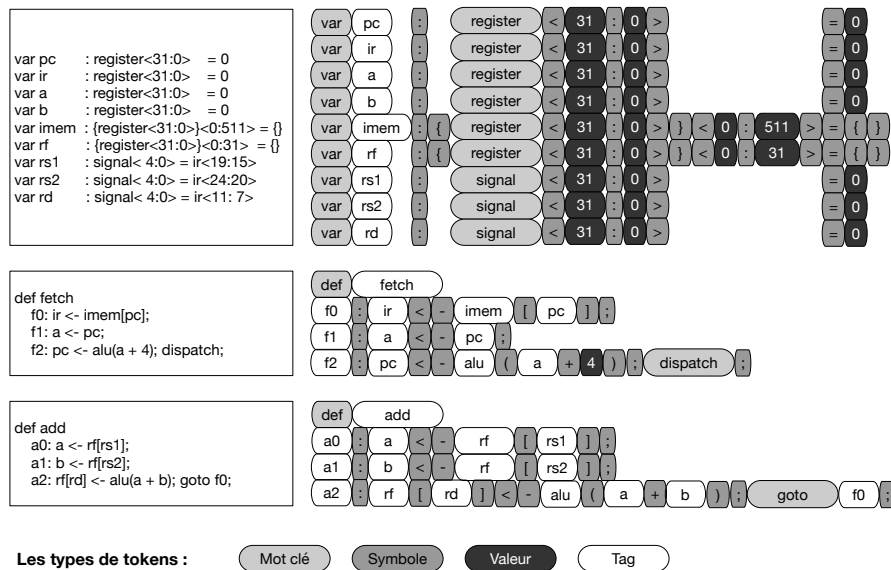 var pc : register<31:0> = 0
var ir : register<31:0> = 0
var a : register<31:0> = 0
var b : register<31:0> = 0
var imem : {register<31:0>}<0:511> = {}
var rf : {register<31:0>}<0:31> = {}
var rs1 : signal< 4:0> = ir<19:15>
var rs2 : signal< 4:0> = ir<24:20>
var rd : signal< 4:0> = ir<11: 7>
var pc : register < 31 : 0 > = 0
var ir : register < 31 : 0 > = 0
var a : register < 31 : 0 > = 0
var b : register < 31 : 0 > = 0
var imem : { register < 31 : 0 > } < 0 : 511 > = { }
var rf : { register < 31 : 0 > } < 0 : 31 > = { }
var rs1 : signal < 31 : 0 > = 0
var rs2 : signal < 31 : 0 > = 0
var rd : signal < 31 : 0 > = 0
def fetch
f0: ir <- imem[pc];
f1: a <- pc;
f2: pc <- alu(a + 4); dispatch;
def fetch
f0 : ir < - imem [ pc ] ;
f1 : a < - pc ;
f2 : pc < - alu ( a + 4 ) ; dispatch ;
def add
a0: a <- rf[rs1];
a1: b <- rf[rs2];
a2: rf[rd] <- alu(a + b); goto f0;
def add
a0 : a < - rf [ rs1 ] ;
a1 : b < - rf [ rs2 ] ;
a2 : rf [ rd ] < - alu ( a + b ) ; goto f0 ;
Les types de tokens : Mot clé Symbole Valeur Tag